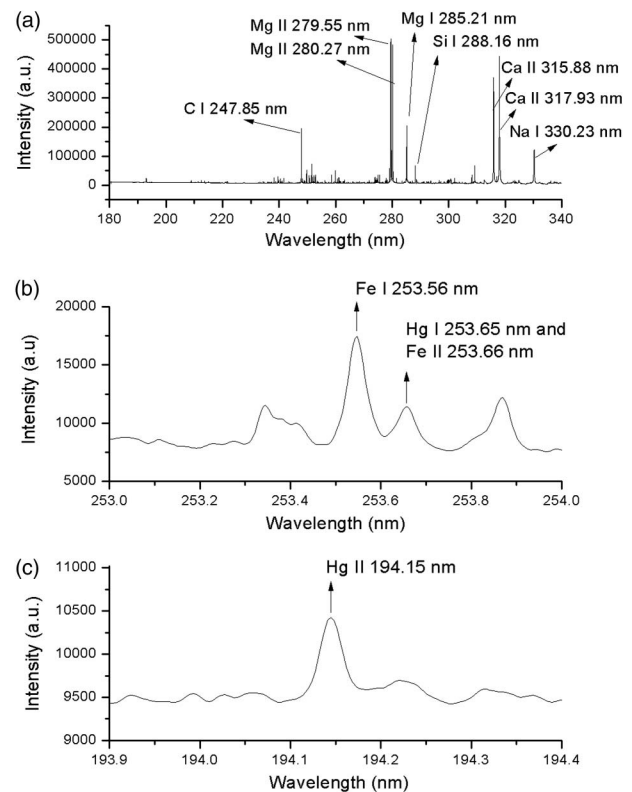 (a)
Mg II 279.55 nm
Mg II 280.27 nm
Mg I 285.21 nm
Si I 288.16 nm
C I 247.85 nm
Ca II 315.88 nm
Ca II 317.93 nm
Na I 330.23 nm
Intensity (a.u.)
500000
400000
300000
200000
100000
0
180 200 220 240 260 280 300 320 340
Wavelength (nm)
(b)
Fe I 253.56 nm
Hg I 253.65 nm and
Fe II 253.66 nm
Intensity (a.u)
20000
15000
10000
5000
253.0 253.2 253.4 253.6 253.8 254.0
Wavelength (nm)
(c)
Hg II 194.15 nm
Intensity (a.u.)
11000
10500
10000
9500
9000
193.9 194.0 194.1 194.2 194.3 194.4
Wavelength (nm)